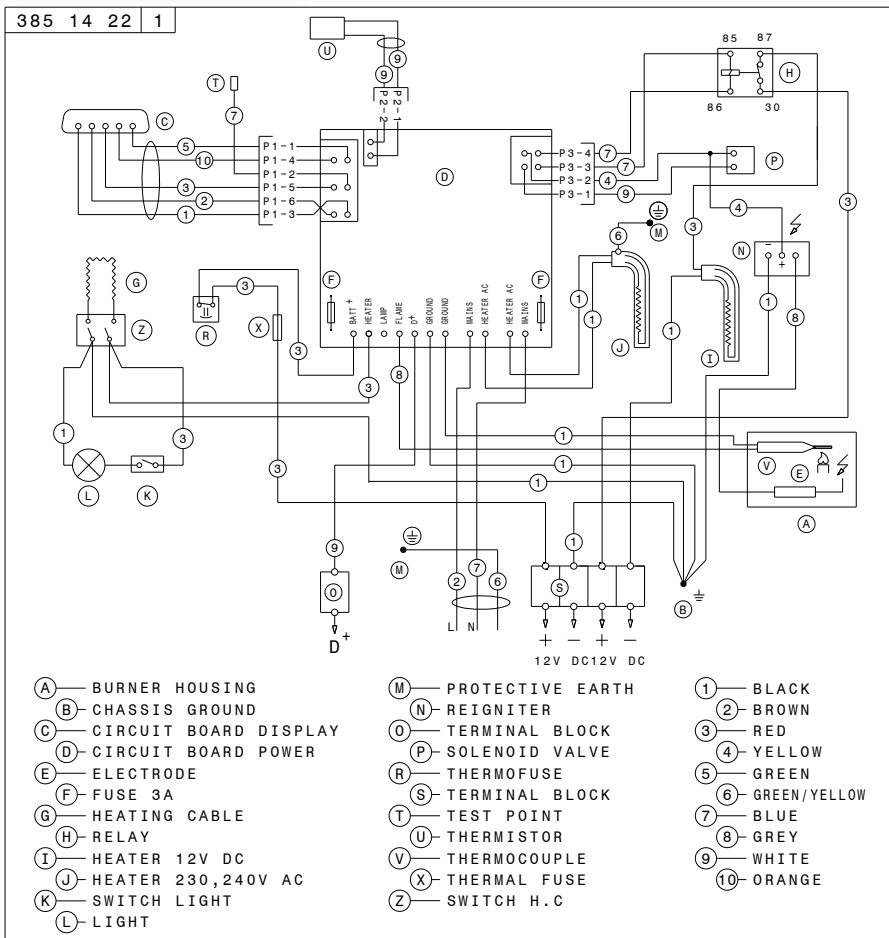 385 14 22 1
85 87
U
H
T
9
9
86 30
7
P2-2 P2-1
C
5 P1-1
10 P1-4
P1-2
3 P1-5
2 P1-6
1 P1-3
D
P3-4 7
P3-3 7
P3-2 4
P3-1 9
P
3
6 M
4
3
N
- +
G
F F
3
1 1
1 8
Z
R
X
3
BATT +
HEATER
LAMP
FLAME
D+
GROUND
GROUND
MAINS
HEATER AC
HEATER AC
MAINS
J
I
1
3
8
1 3
1
1
1
V E
L K
3
A
9
M
1
2 7 6
S
B
O
L N
D+
+ - + -
12V DC 12V DC
A BURNER HOUSING
B CHASSIS GROUND
C CIRCUIT BOARD DISPLAY
D CIRCUIT BOARD POWER
E ELECTRODE
F FUSE 3A
G HEATING CABLE
H RELAY
I HEATER 12V DC
J HEATER 230,240V AC
K SWITCH LIGHT
L LIGHT
M PROTECTIVE EARTH
N REIGNITER
O TERMINAL BLOCK
P SOLENOID VALVE
R THERMOFUSE
S TERMINAL BLOCK
T TEST POINT
U THERMISTOR
V THERMOCOUPLE
X THERMAL FUSE
Z SWITCH H.C
1 BLACK
2 BROWN
3 RED
4 YELLOW
5 GREEN
6 GREEN/YELLOW
7 BLUE
8 GREY
9 WHITE
10 ORANGE